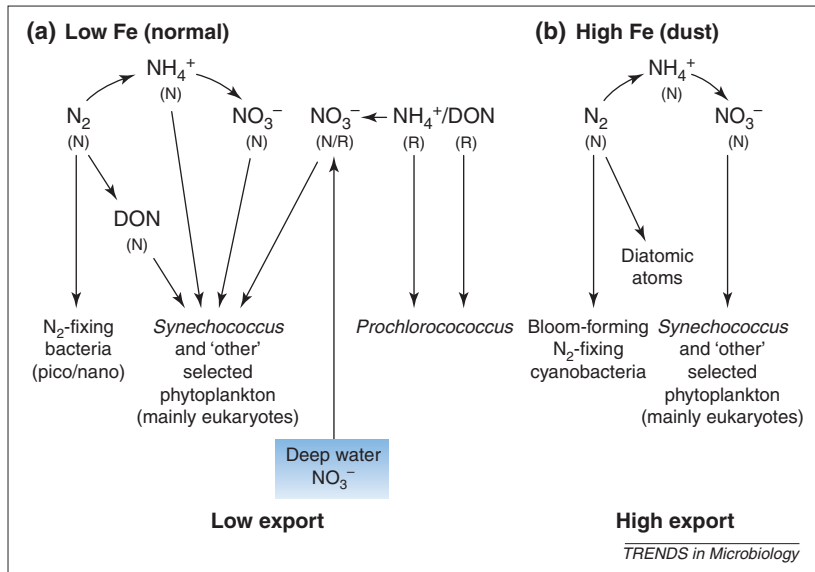 (a) Low Fe (normal)
NH₄⁺
(N)
N₂
(N)
NO₃⁻
(N)
NO₃⁻
(N/R)
NH₄⁺/DON
(R) (R)
DON
(N)
N₂-fixing
bacteria
(pico/nano)
Synechococcus
and ‘other’
selected
phytoplankton
(mainly eukaryotes)
Prochlorococcus
Deep water
NO₃⁻
Low export
(b) High Fe (dust)
NH₄⁺
(N)
N₂
(N)
NO₃⁻
(N)
Diatomic
atoms
Bloom-forming
N₂-fixing
cyanobacteria
Synechococcus
and ‘other’
selected
phytoplankton
(mainly eukaryotes)
High export
TRENDS in Microbiology